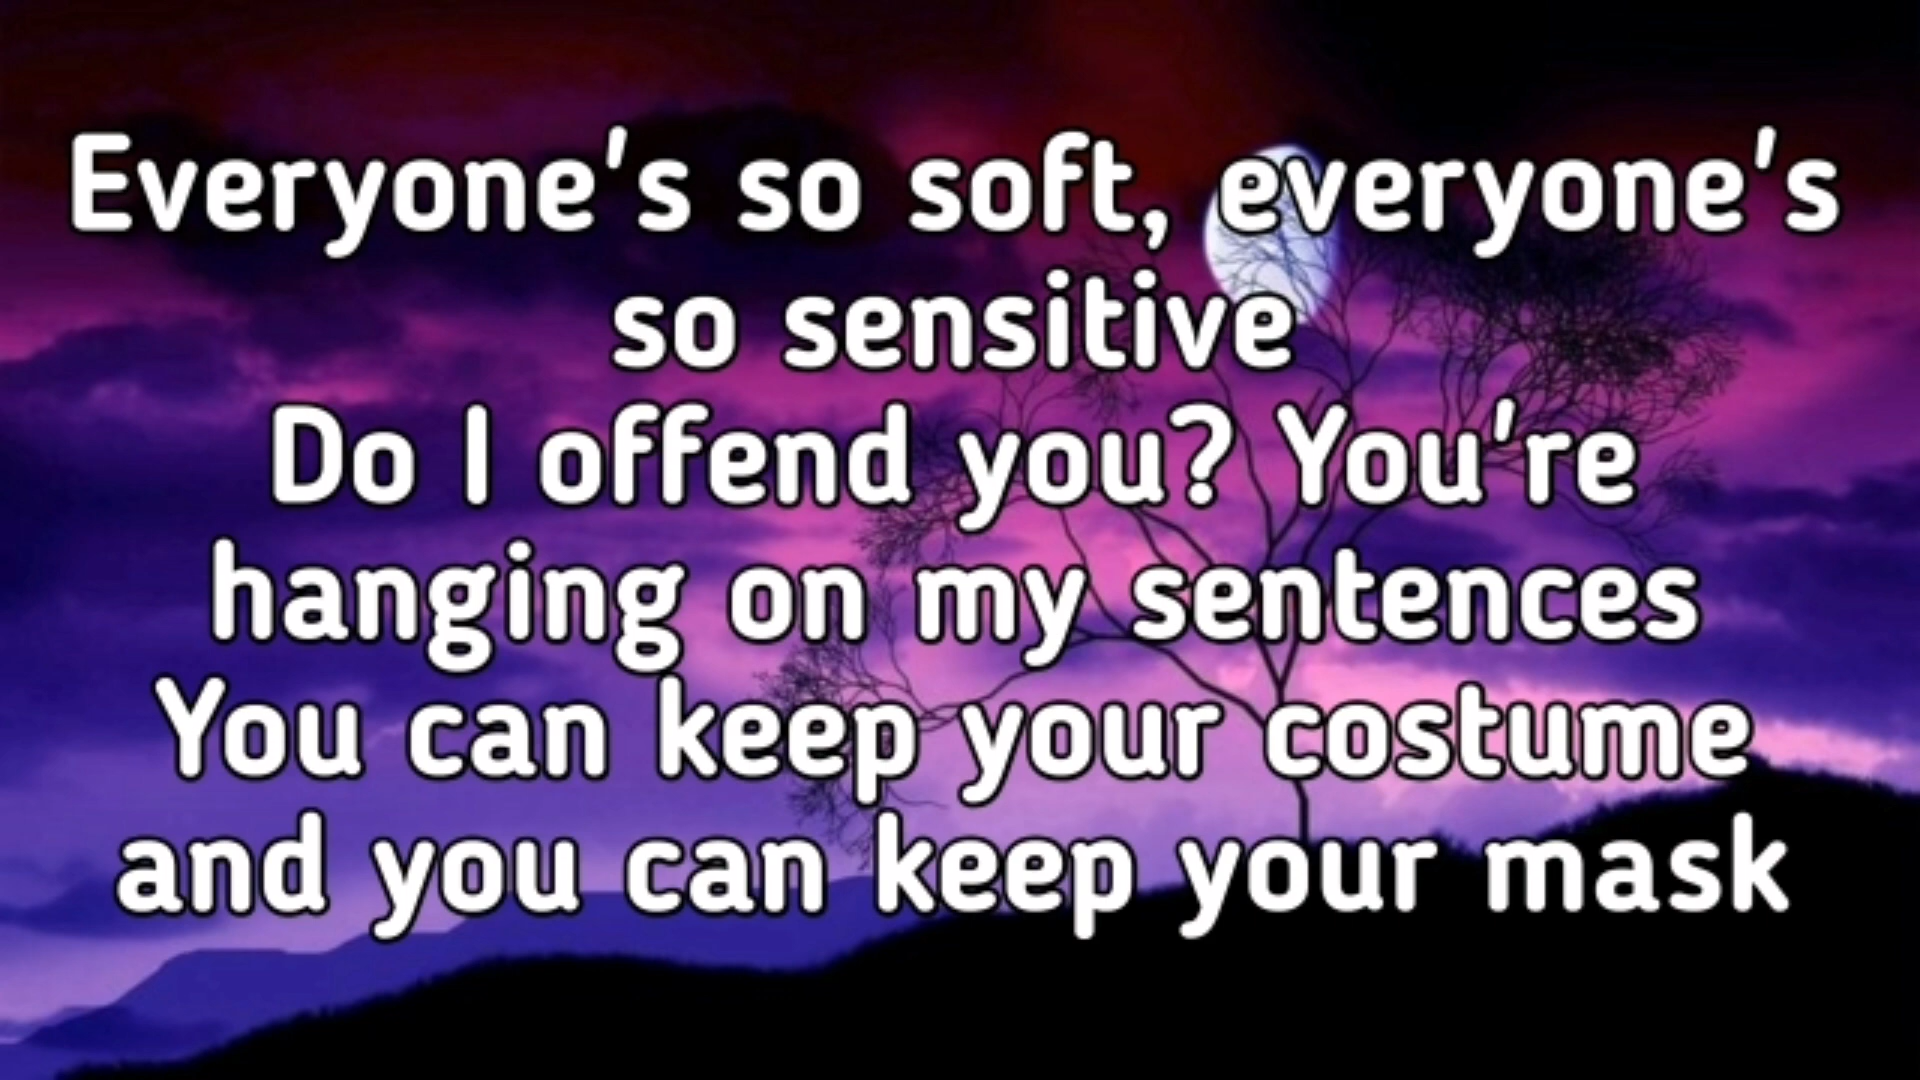 Everyone's so soft, everyone's
so sensitive
Do I offend you? You're
hanging on my sentences
You can keep your costume
and you can keep your mask